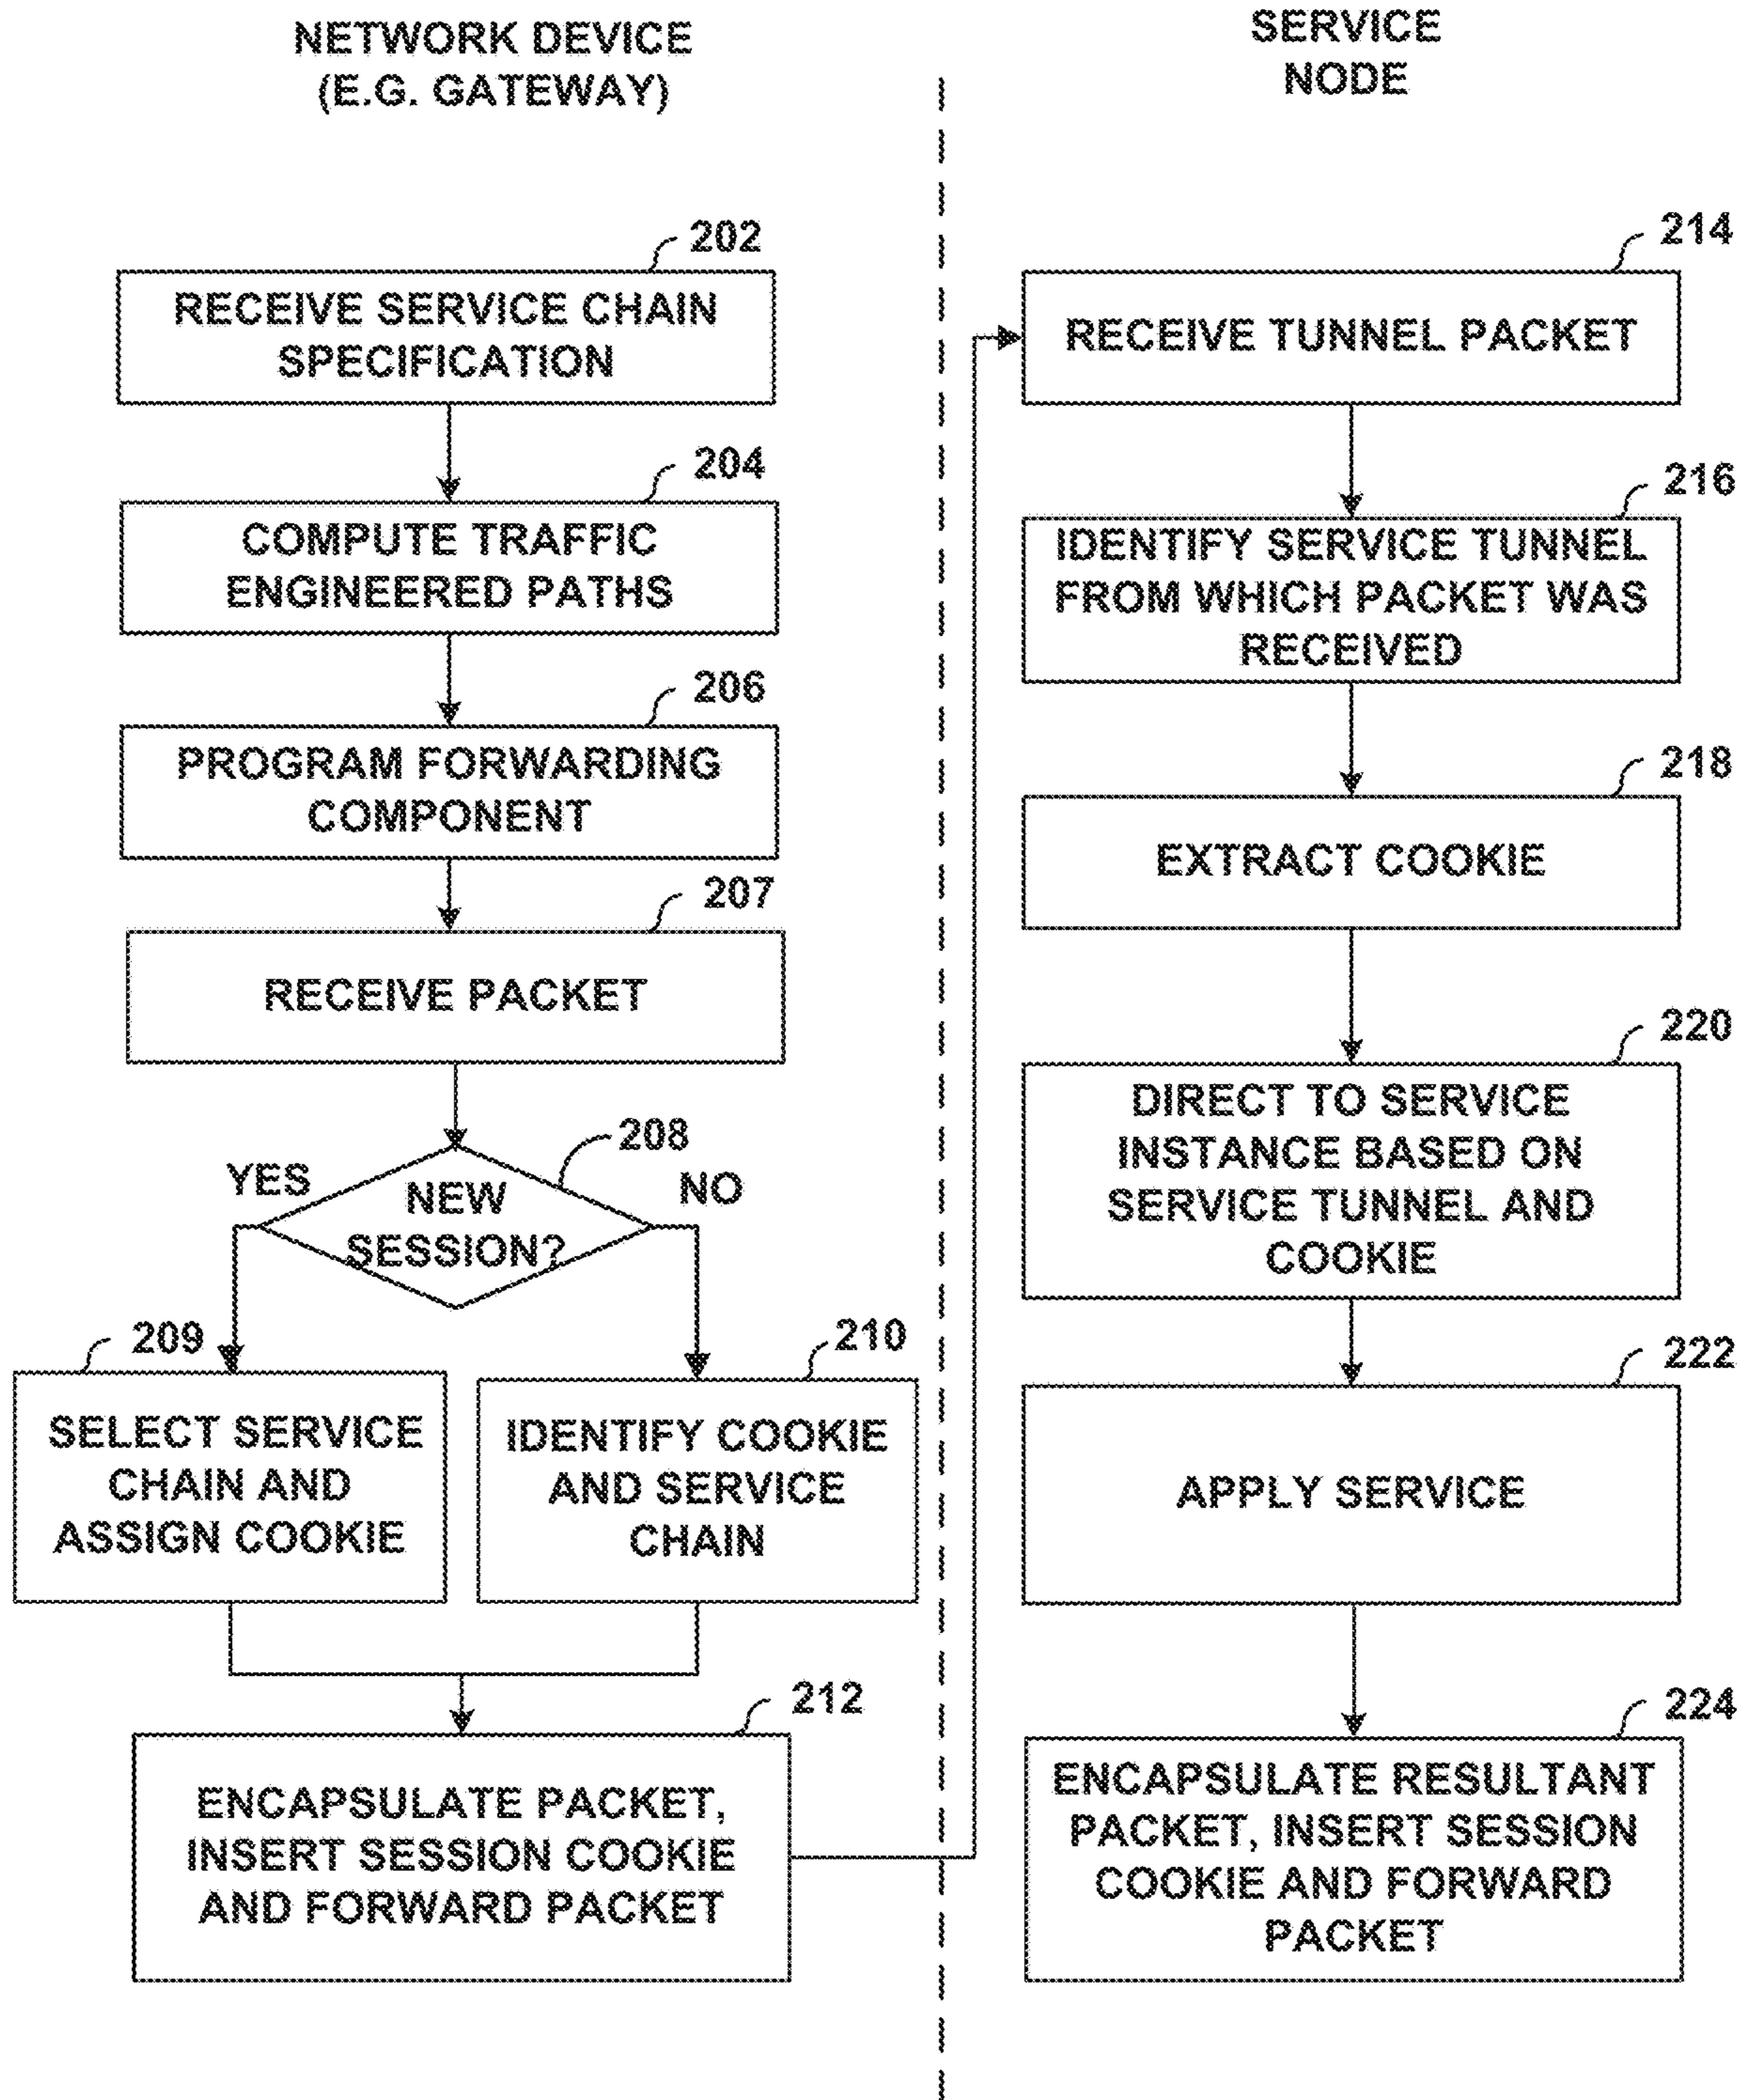 NETWORK DEVICE
(E.G. GATEWAY)
202
RECEIVE SERVICE CHAIN
SPECIFICATION
204
COMPUTE TRAFFIC
ENGINEERED PATHS
206
PROGRAM FORWARDING
COMPONENT
207
RECEIVE PACKET
208
YES
NO
NEW
SESSION?
209
SELECT SERVICE
CHAIN AND
ASSIGN COOKIE
210
IDENTIFY COOKIE
AND SERVICE
CHAIN
212
ENCAPSULATE PACKET,
INSERT SESSION COOKIE
AND FORWARD PACKET
SERVICE
NODE
214
RECEIVE TUNNEL PACKET
216
IDENTIFY SERVICE TUNNEL
FROM WHICH PACKET WAS
RECEIVED
218
EXTRACT COOKIE
220
DIRECT TO SERVICE
INSTANCE BASED ON
SERVICE TUNNEL AND
COOKIE
222
APPLY SERVICE
224
ENCAPSULATE RESULTANT
PACKET, INSERT SESSION
COOKIE AND FORWARD
PACKET